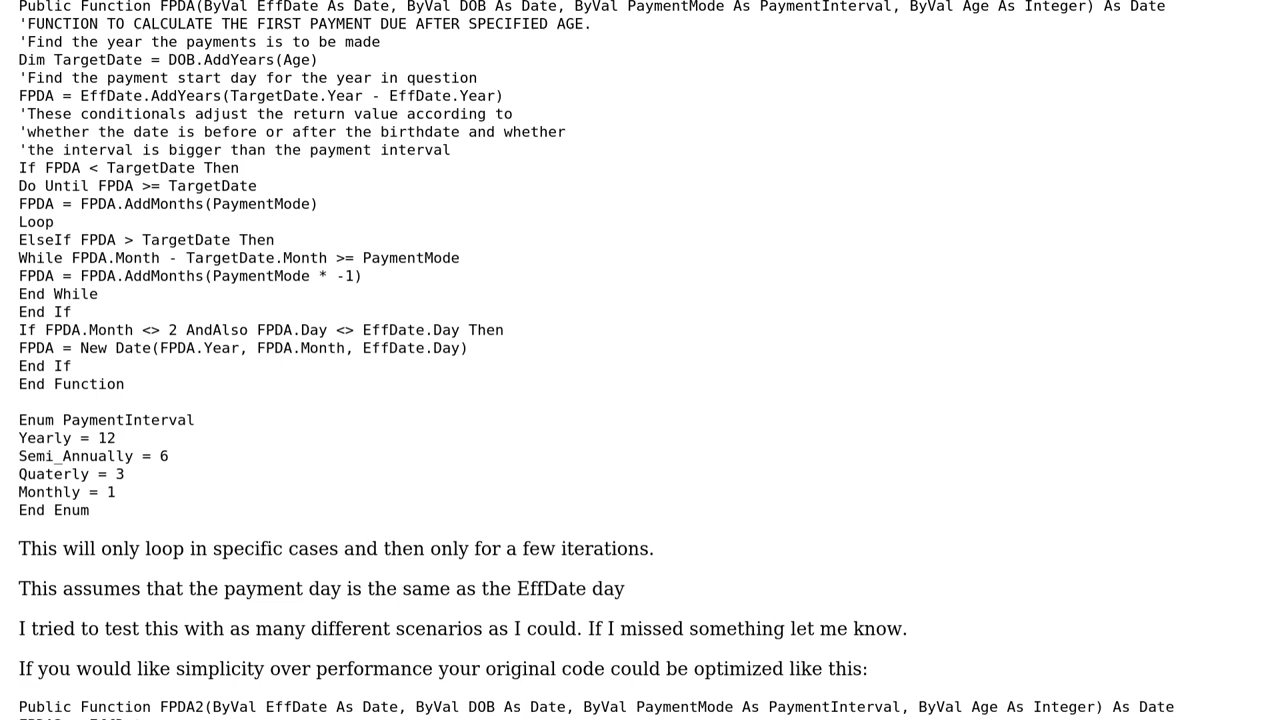 Public Function FPDA(ByVal EffDate As Date, ByVal DOB As Date, ByVal PaymentMode As PaymentInterval, ByVal Age As Integer) As Date
'FUNCTION TO CALCULATE THE FIRST PAYMENT DUE AFTER SPECIFIED AGE.
'Find the year the payments is to be made
Dim TargetDate = DOB.AddYears(Age)
'Find the payment start day for the year in question
FPDA = EffDate.AddYears(TargetDate.Year - EffDate.Year)
'These conditionals adjust the return value according to
'whether the date is before or after the birthdate and whether
'the interval is bigger than the payment interval
If FPDA < TargetDate Then
Do Until FPDA >= TargetDate
FPDA = FPDA.AddMonths(PaymentMode)
Loop
ElseIf FPDA > TargetDate Then
While FPDA.Month - TargetDate.Month >= PaymentMode
FPDA = FPDA.AddMonths(PaymentMode * -1)
End While
End If
If FPDA.Month <> 2 AndAlso FPDA.Day <> EffDate.Day Then
FPDA = New Date(FPDA.Year, FPDA.Month, EffDate.Day)
End If
End Function
Enum PaymentInterval
Yearly = 12
Semi_Annually = 6
Quaterly = 3
Monthly = 1
End Enum
This will only loop in specific cases and then only for a few iterations.
This assumes that the payment day is the same as the EffDate day
I tried to test this with as many different scenarios as I could. If I missed something let me know.
If you would like simplicity over performance your original code could be optimized like this:
Public Function FPDA2(ByVal EffDate As Date, ByVal DOB As Date, ByVal PaymentMode As PaymentInterval, ByVal Age As Integer) As Date